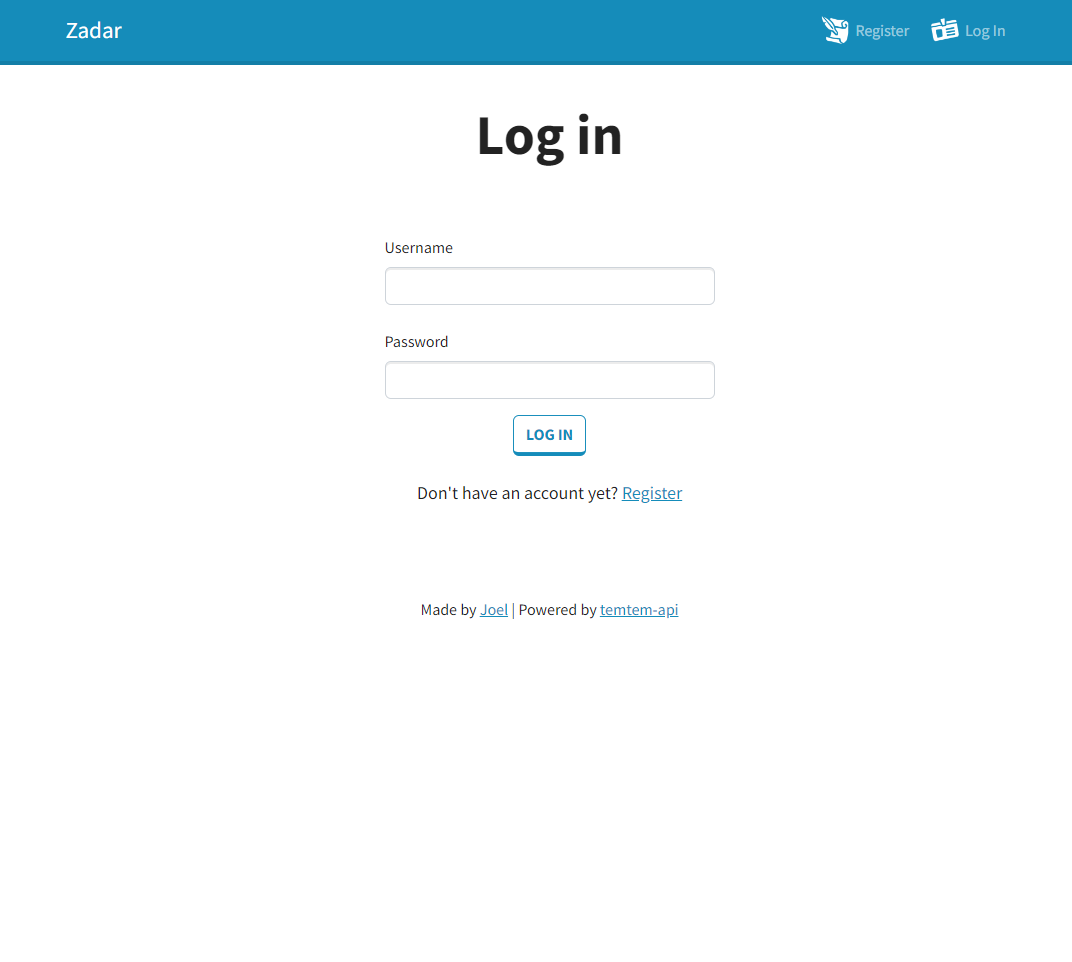 Zadar Register Log In
Log in
Username
Password
LOG IN
Don't have an account yet? Register
Made by Joel | Powered by temtem-api